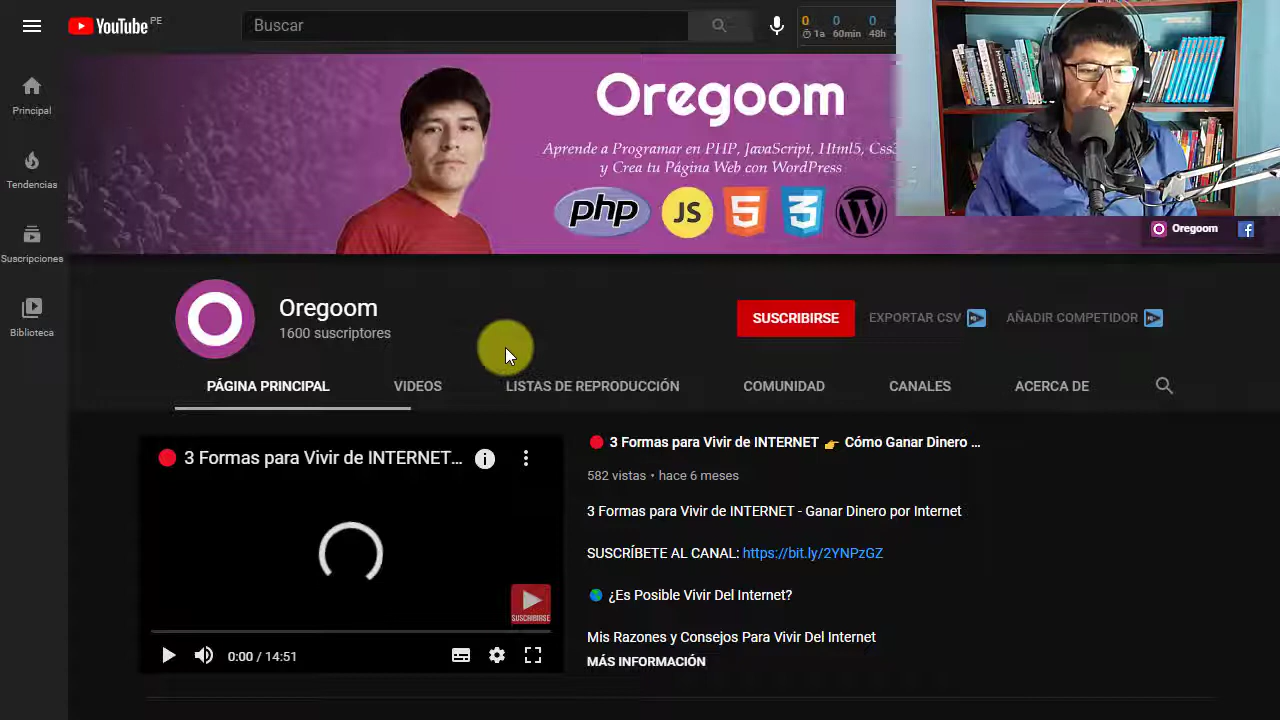 YouTube PE
Buscar
0 0 0
1a 60min 48h
Principal
Tendencias
Suscripciones
Biblioteca
Oregoom
Aprende a Programar en PHP, JavaScript, Html5, Css3
y Crea tu Página Web con WordPress
php JS 5 3 W
Oregoom f
Oregoom
1600 suscriptores
SUSCRIBIRSE EXPORTAR CSV AÑADIR COMPETIDOR
PÁGINA PRINCIPAL VIDEOS LISTAS DE REPRODUCCIÓN COMUNIDAD CANALES ACERCA DE
3 Formas para Vivir de INTERNET...
SUSCRIBIRSE
0:00 / 14:51
3 Formas para Vivir de INTERNET 👉 Cómo Ganar Dinero ...
582 vistas • hace 6 meses
3 Formas para Vivir de INTERNET - Ganar Dinero por Internet
SUSCRÍBETE AL CANAL: https://bit.ly/2YNPzGZ
¿Es Posible Vivir Del Internet?
Mis Razones y Consejos Para Vivir Del Internet
MÁS INFORMACIÓN